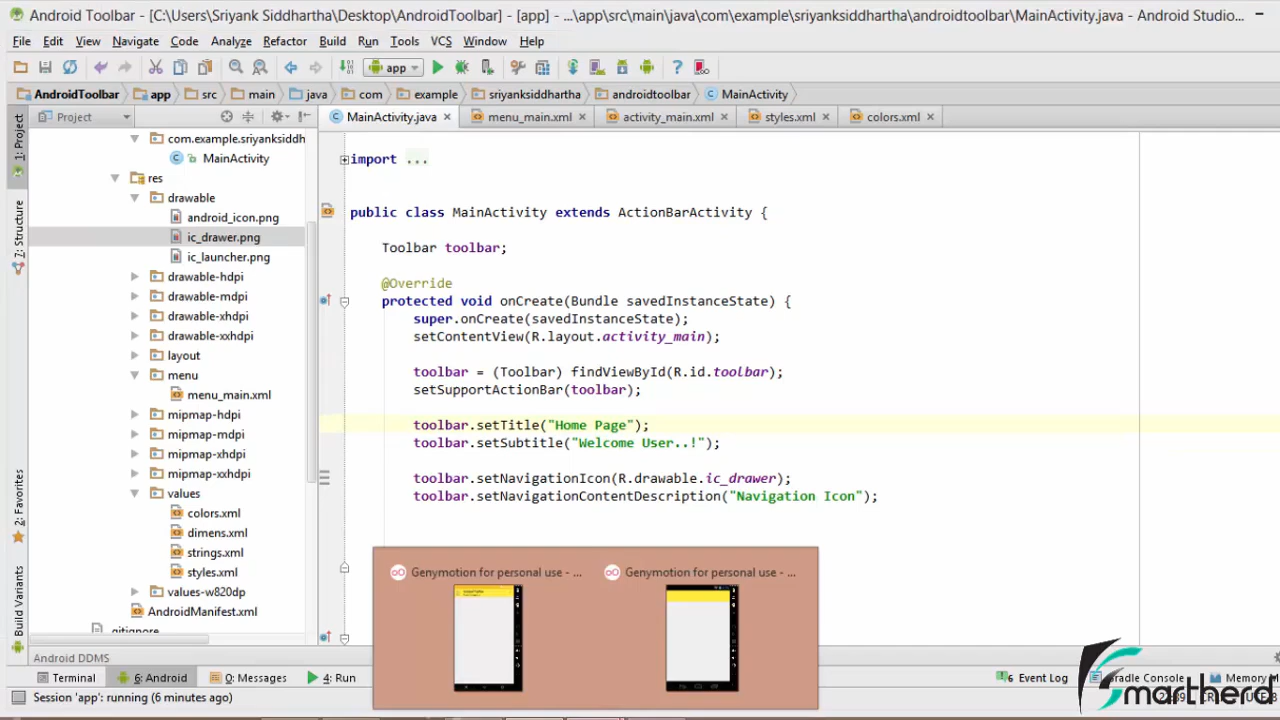 Android Toolbar - [C:\Users\Sriyank Siddhartha\Desktop\AndroidToolbar] - [app] - ...\app\src\main\java\com\example\sriyanksiddhartha\androidtoolbar\MainActivity.java - Android Studio...
File Edit View Navigate Code Analyze Refactor Build Run Tools VCS Window Help
app
AndroidToolbar app src main java com example sriyanksiddhartha androidtoolbar MainActivity
Project
MainActivity.java menu_main.xml activity_main.xml styles.xml colors.xml
1: Project
7: Structure
2: Favorites
Build Variants
com.example.sriyanksiddh
MainActivity
res
drawable
android_icon.png
ic_drawer.png
ic_launcher.png
drawable-hdpi
drawable-mdpi
drawable-xhdpi
drawable-xxhdpi
layout
menu
menu_main.xml
mipmap-hdpi
mipmap-mdpi
mipmap-xhdpi
mipmap-xxhdpi
values
colors.xml
dimens.xml
strings.xml
styles.xml
values-w820dp
AndroidManifest.xml
.gitignore
import ...
public class MainActivity extends ActionBarActivity {
Toolbar toolbar;
@Override
protected void onCreate(Bundle savedInstanceState) {
super.onCreate(savedInstanceState);
setContentView(R.layout.activity_main);
toolbar = (Toolbar) findViewById(R.id.toolbar);
setSupportActionBar(toolbar);
toolbar.setTitle("Home Page");
toolbar.setSubtitle("Welcome User..!");
toolbar.setNavigationIcon(R.drawable.ic_drawer);
toolbar.setNavigationContentDescription("Navigation Icon");
Genymotion for personal use - ... Genymotion for personal use - ...
Android DDMS
Terminal 6: Android 0: Messages 4: Run 6 Event Log Gradle Console Memory
Session 'app': running (6 minutes ago)
smartherd